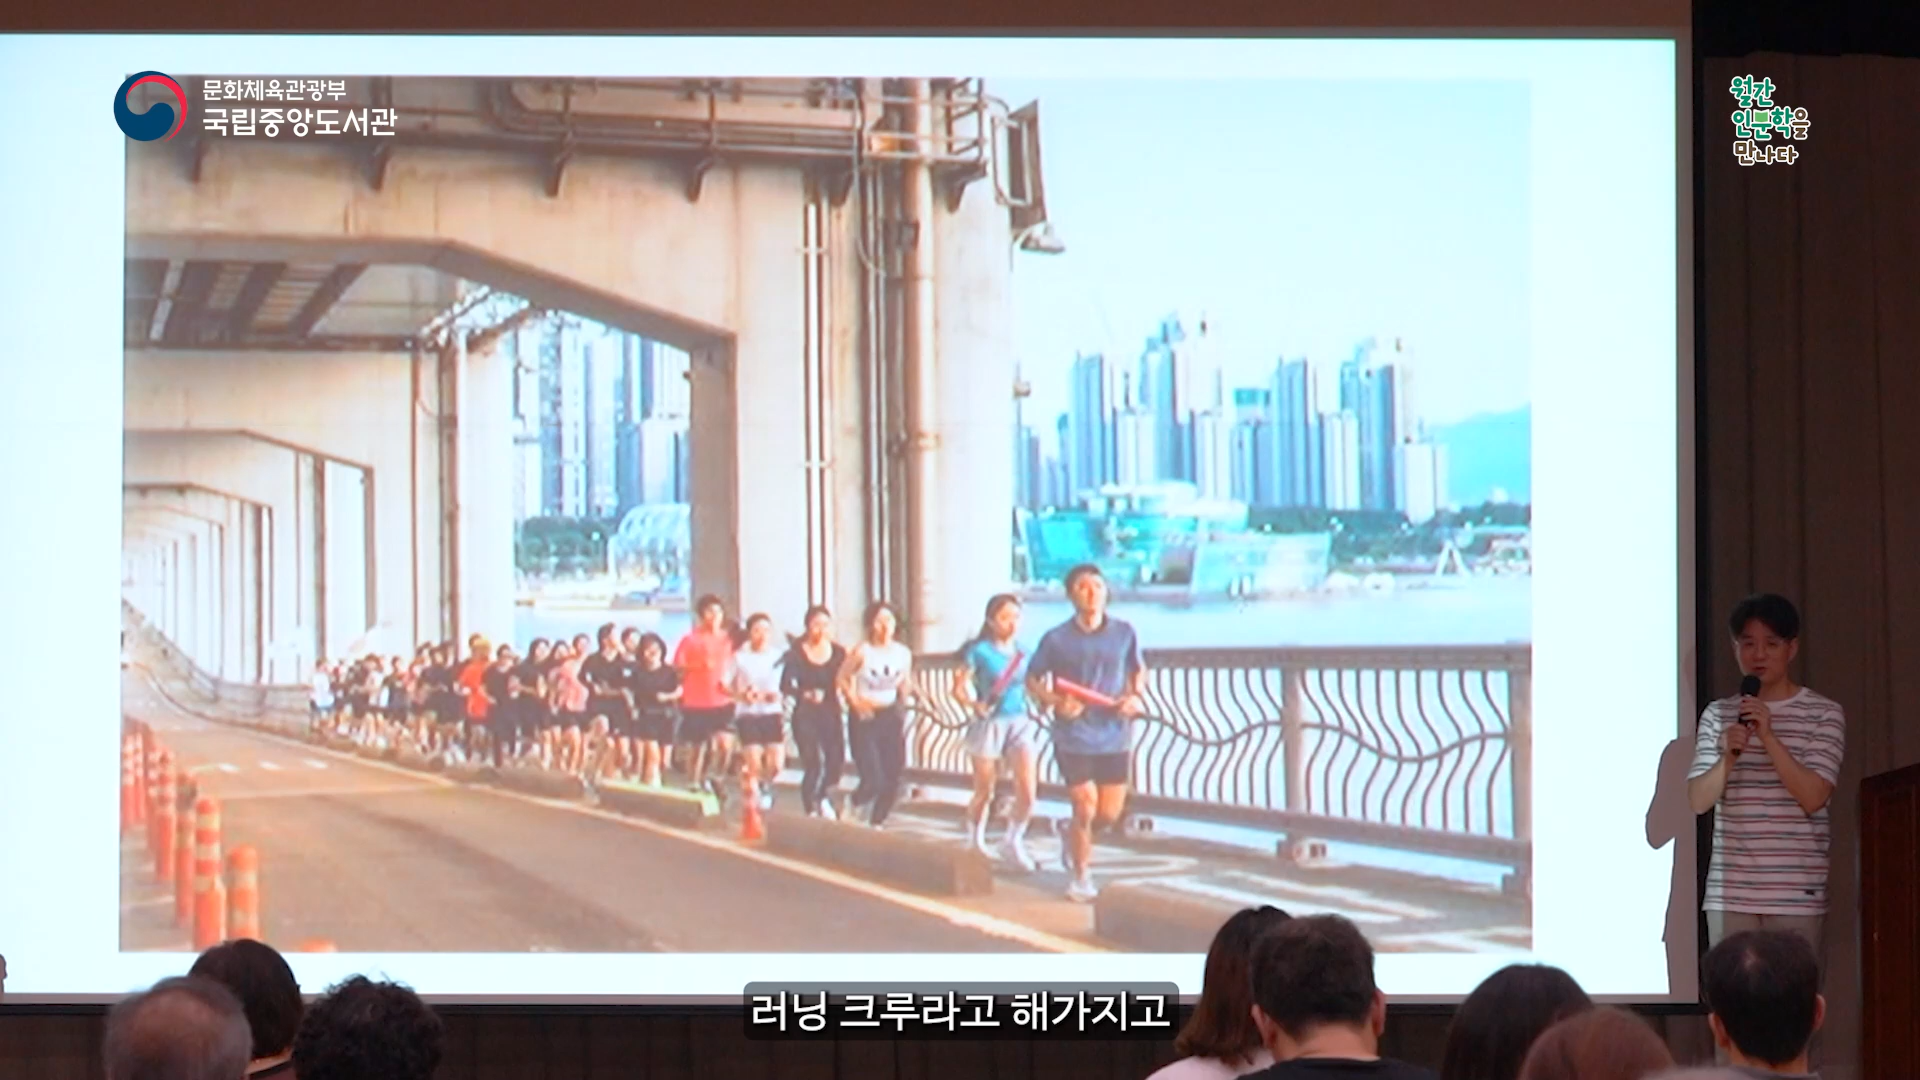 문화체육관광부
국립중앙도서관
월간
인문학을
만나다
러닝 크루라고 해가지고